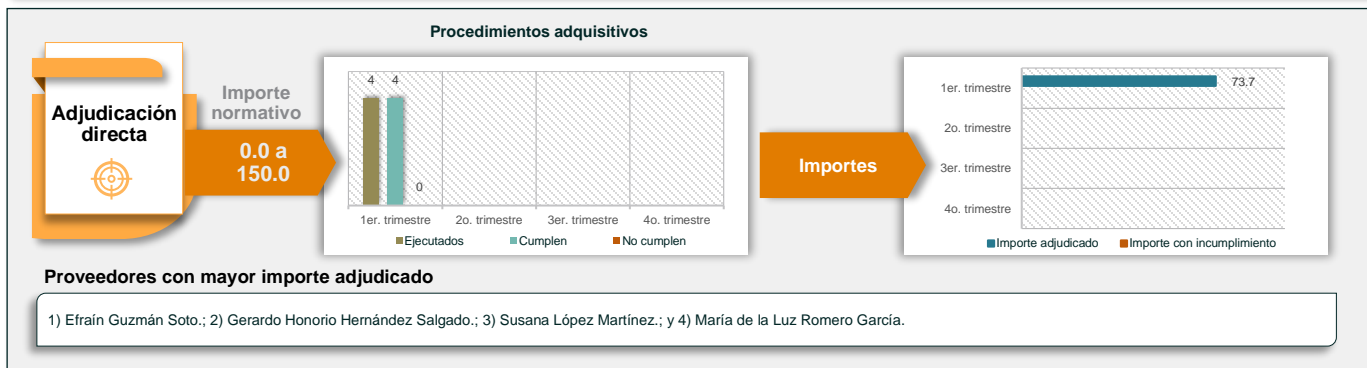 Procedimientos adquisitivos
Adjudicación
directa
Importe
normativo
0.0 a
150.0
4
4
0
1er. trimestre
2o. trimestre
3er. trimestre
4o. trimestre
Ejecutados
Cumplen
No cumplen
Importes
1er. trimestre
73.7
2o. trimestre
3er. trimestre
4o. trimestre
Importe adjudicado
Importe con incumplimiento
Proveedores con mayor importe adjudicado
1) Efraín Guzmán Soto.; 2) Gerardo Honorio Hernández Salgado.; 3) Susana López Martínez.; y 4) María de la Luz Romero García.